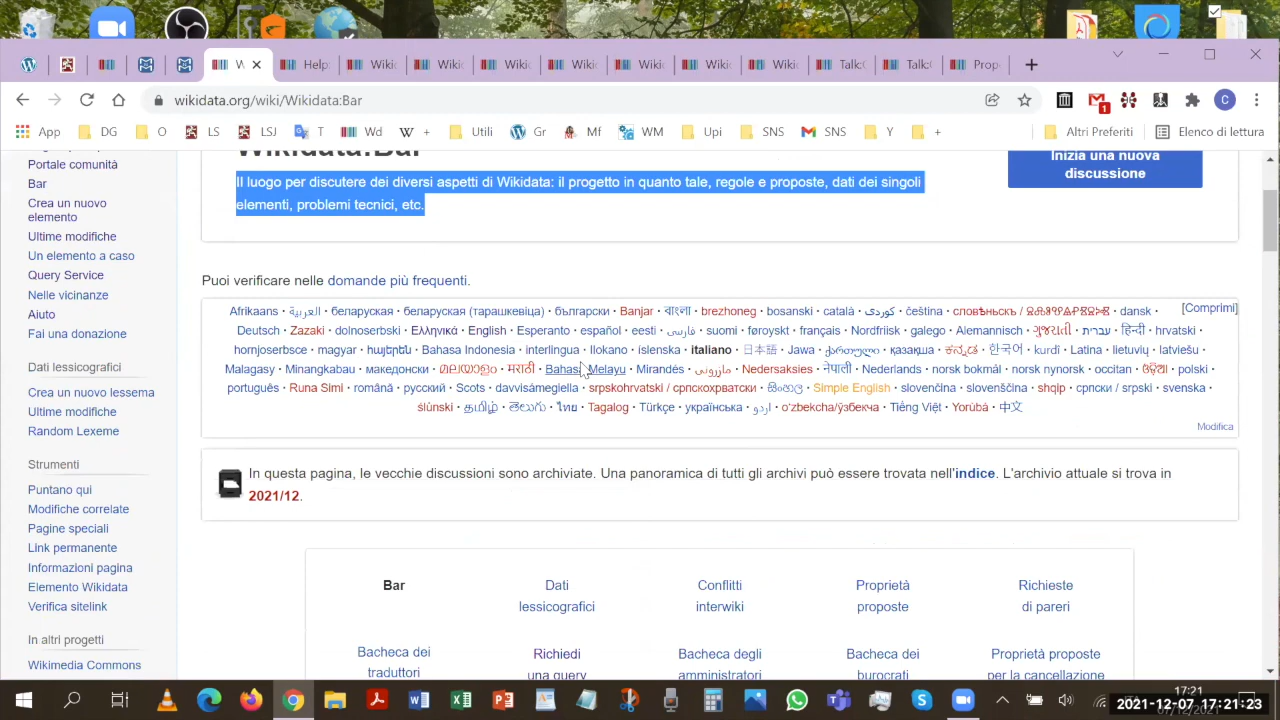 W
Help:
Wikid
Wikid
Wikid
Wikid
Wikid
Wikid
Wikid
Talk:
Talk:
Prop
wikidata.org/wiki/Wikidata:Bar
1
C
App DG O LS LSJ T Wd + Utili Gr Mf WM Upi SNS SNS Y + Altri Preferiti Elenco di lettura
Portale comunità
Bar
Crea un nuovo
elemento
Ultime modifiche
Un elemento a caso
Query Service
Nelle vicinanze
Aiuto
Fai una donazione
Dati lessicografici
Crea un nuovo lessema
Ultime modifiche
Random Lexeme
Strumenti
Puntano qui
Modifiche correlate
Pagine speciali
Link permanente
Informazioni pagina
Elemento Wikidata
Verifica sitelink
In altri progetti
Wikimedia Commons
Wikidata:Bar
Il luogo per discutere dei diversi aspetti di Wikidata: il progetto in quanto tale, regole e proposte, dati dei singoli
elementi, problemi tecnici, etc.
Inizia una nuova
discussione
Puoi verificare nelle domande più frequenti.
[Comprimi]
Afrikaans · العربية · беларуская · беларуская (тарашкевіца) · български · Banjar · বাংলা · brezhoneg · bosanski · català · کوردی · čeština · словѣньскъ / ⰔⰎⰑⰂⰡⰐⰠⰔⰍⰟ · dansk ·
Deutsch · Zazaki · dolnoserbski · Ελληνικά · English · Esperanto · español · eesti · فارسی · suomi · føroyskt · français · Nordfriisk · galego · Alemannisch · ગુજરાતી · עברית · हिन्दी · hrvatski ·
hornjoserbsce · magyar · հայերեն · Bahasa Indonesia · interlingua · Ilokano · íslenska · italiano · 日本語 · Jawa · ქართული · қазақша · ಕನ್ನಡ · 한국어 · kurdî · Latina · lietuvių · latviešu ·
Malagasy · Minangkabau · македонски · മലയാളം · मराठी · Bahasa Melayu · Mirandés · مازِرونی · Nedersaksies · नेपाली · Nederlands · norsk bokmål · norsk nynorsk · occitan · ଓଡ଼ିଆ · polski ·
português · Runa Simi · română · русский · Scots · davvisámegiella · srpskohrvatski / српскохрватски · සිංහල · Simple English · slovenčina · slovenščina · shqip · српски / srpski · svenska ·
ślůnski · தமிழ் · తెలుగు · ไทย · Tagalog · Türkçe · українська · اردو · oʻzbekcha/ўзбекча · Tiếng Việt · Yorùbá · 中文
Modifica
In questa pagina, le vecchie discussioni sono archiviate. Una panoramica di tutti gli archivi può essere trovata nell'indice. L'archivio attuale si trova in
2021/12.
Bar
Dati
lessicografici
Conflitti
interwiki
Proprietà
proposte
Richieste
di pareri
Bacheca dei
traduttori
Richiedi
una query
Bacheca degli
amministratori
Bacheca dei
burocrati
Proprietà proposte
per la cancellazione
17:21
2021-12-07 17:21:23